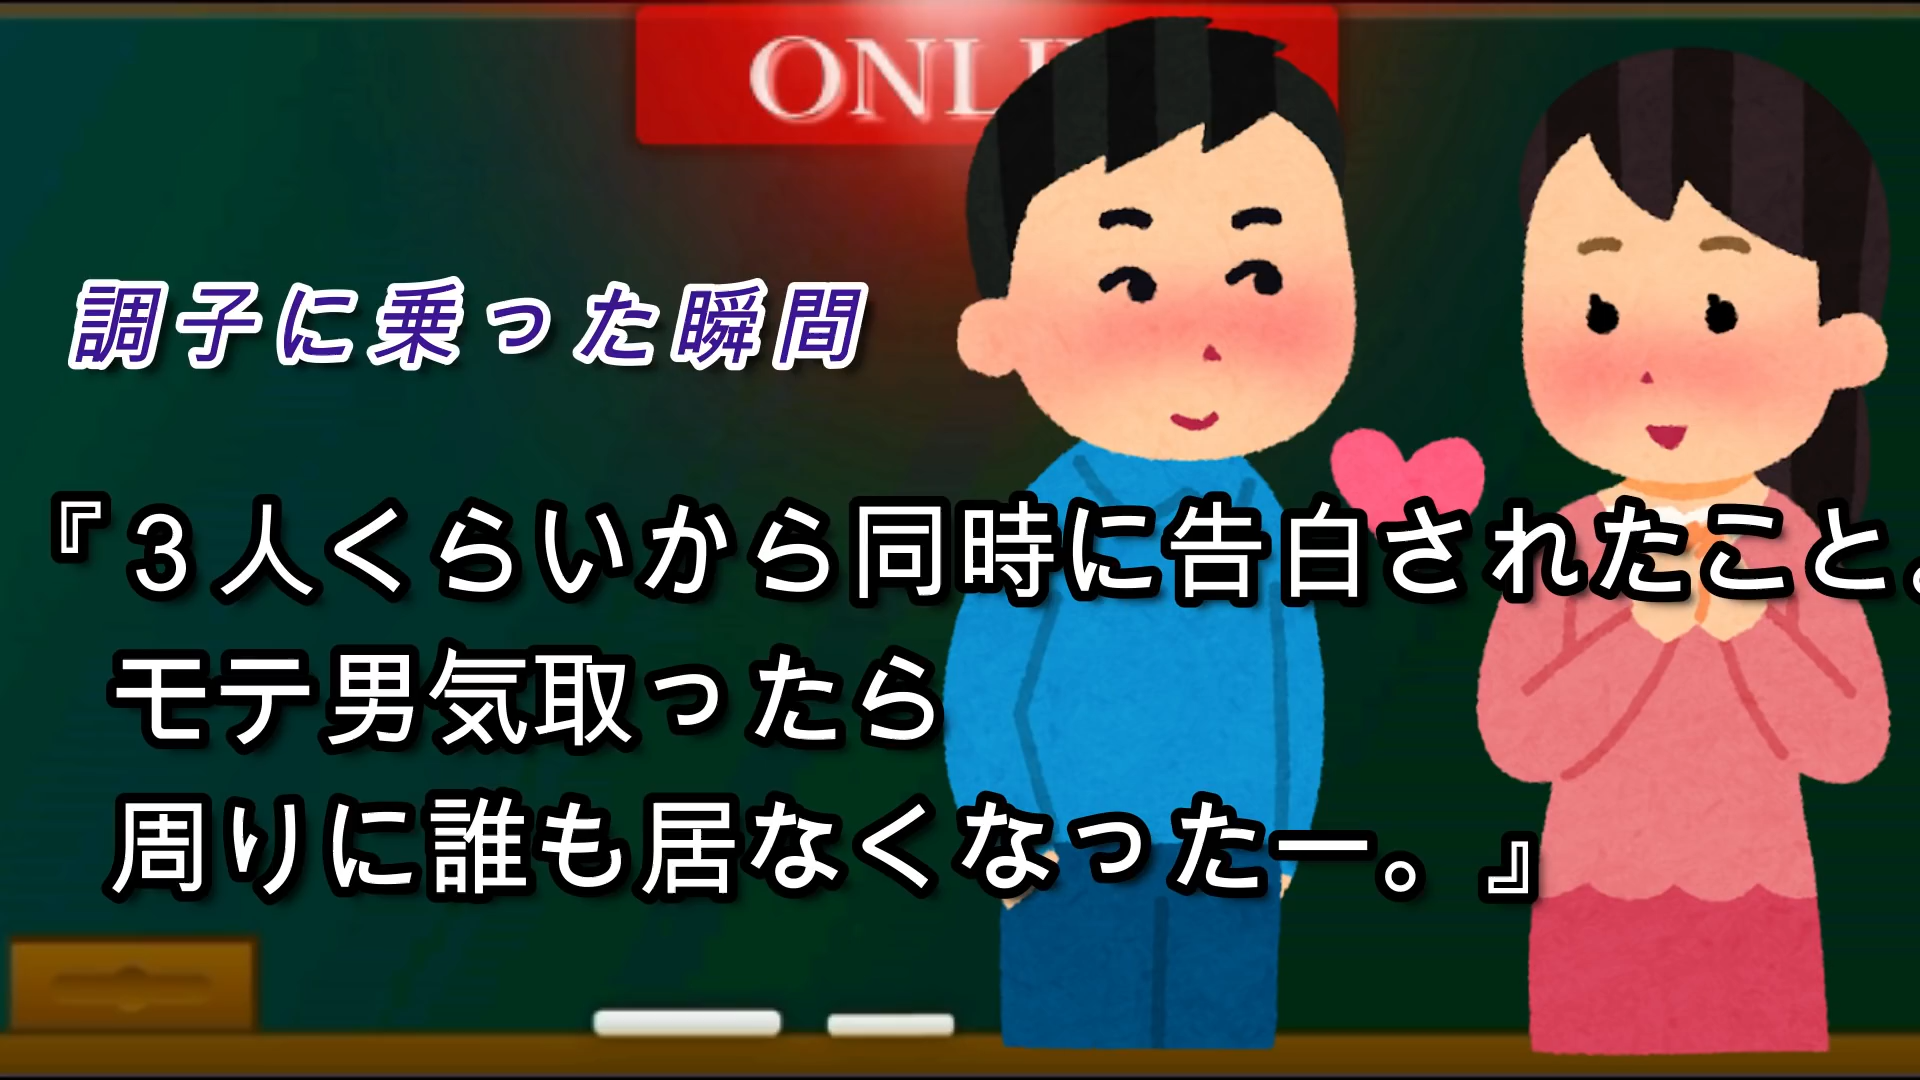 ONLI
調子に乗った瞬間
『３人くらいから同時に告白されたこと。
モテ男気取ったら
周りに誰も居なくなったー。』